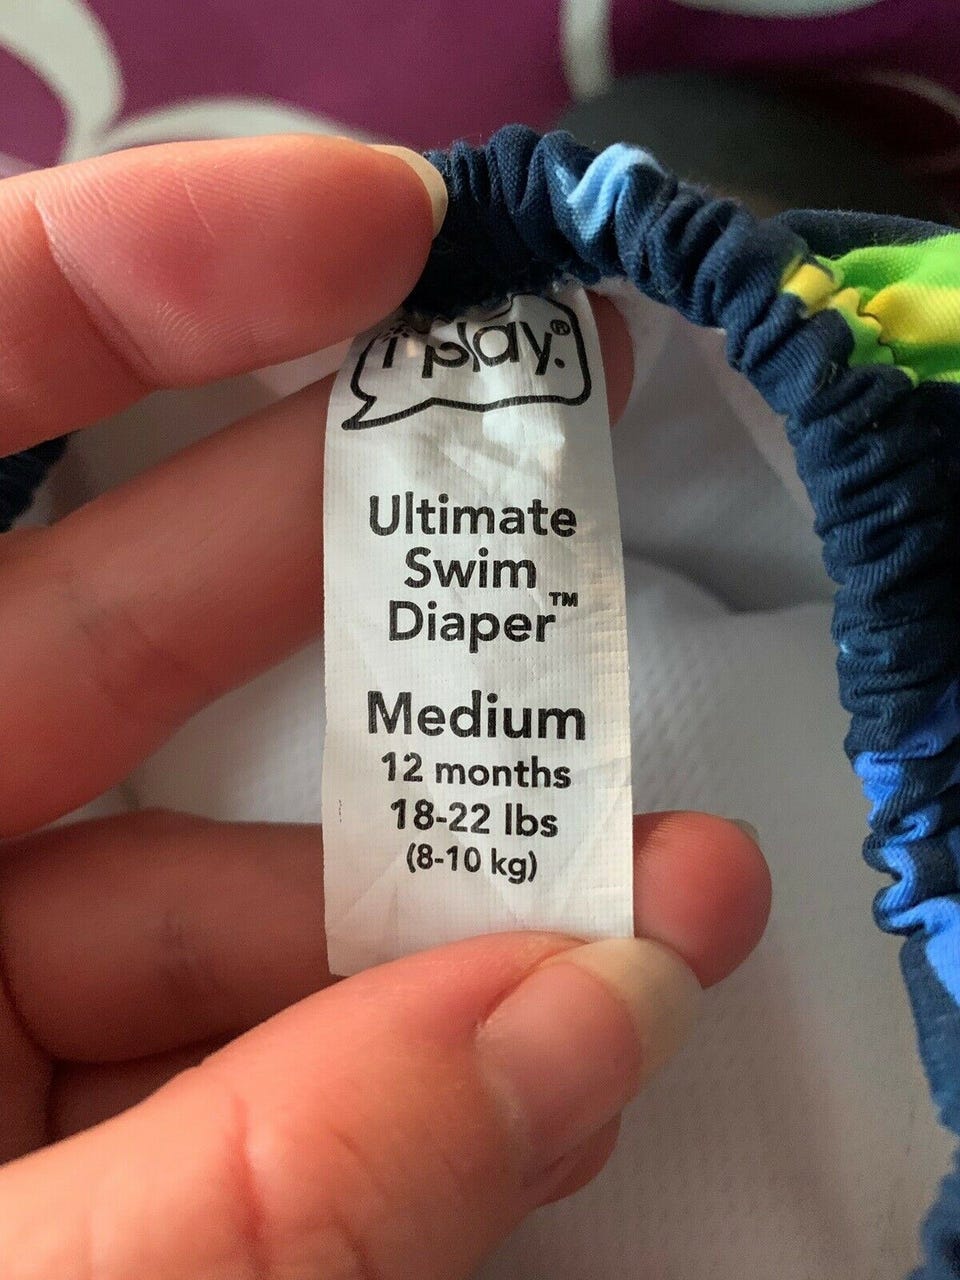 i play.®
Ultimate
Swim
Diaper™
Medium
12 months
18-22 lbs
(8-10 kg)